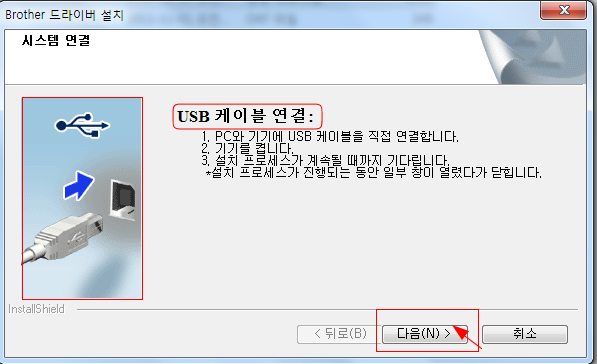 Brother 드라이버 설치
시스템 연결
USB 케이블 연결:
1. PC와 기기에 USB 케이블을 직접 연결합니다.
2. 기기를 켭니다.
3. 설치 프로세스가 계속될 때까지 기다립니다.
*설치 프로세스가 진행되는 동안 일부 창이 열렸다가 닫힙니다.
InstallShield
< 뒤로(B)
다음(N) >
취소